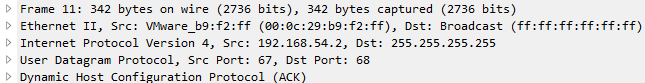 Frame 11: 342 bytes on wire (2736 bits), 342 bytes captured (2736 bits)
Ethernet II, Src: VMware_b9:f2:ff (00:0c:29:b9:f2:ff), Dst: Broadcast (ff:ff:ff:ff:ff:ff)
Internet Protocol Version 4, Src: 192.168.54.2, Dst: 255.255.255.255
User Datagram Protocol, Src Port: 67, Dst Port: 68
Dynamic Host Configuration Protocol (ACK)